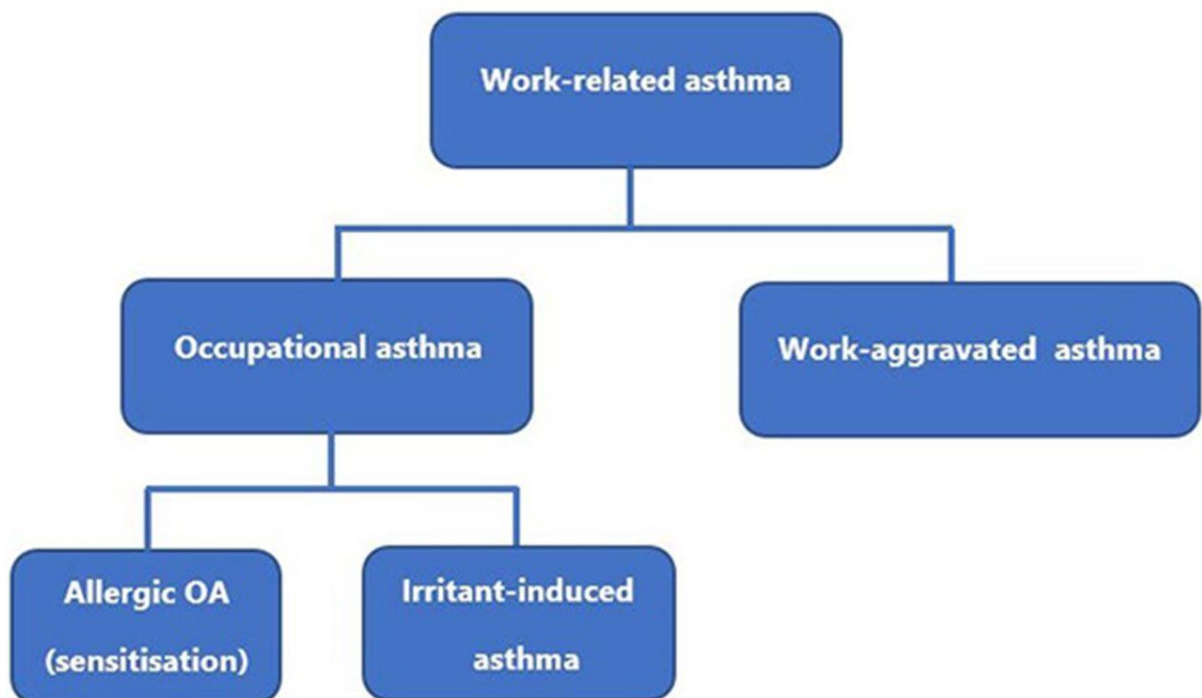 Work-related asthma
Occupational asthma
Work-aggravated asthma
Allergic OA
(sensitisation)
Irritant-induced
asthma